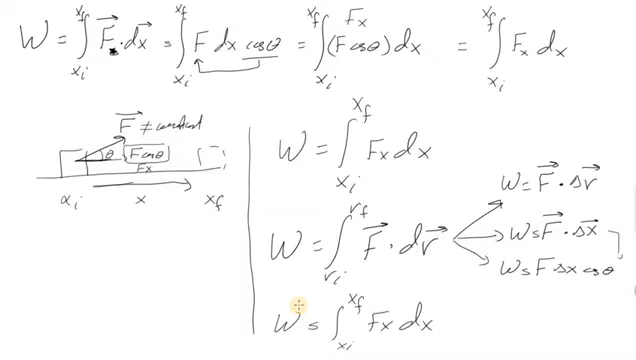 W = ∫_{x_i}^{x_f} F⃗ · dx⃗ = ∫_{x_i}^{x_f} F dx cosθ = ∫_{x_i}^{x_f} (F cosθ) dx = ∫_{x_i}^{x_f} F_x dx
F_x
F⃗ ≠ constant
θ
F cosθ
F_x
x_i x x_f
W = ∫_{x_i}^{x_f} F_x dx
W = ∫_{r_i}^{r_f} F⃗ · dr⃗
W = F⃗ · Δr⃗
W = F⃗ · Δx⃗
W = F Δx cosθ
W = ∫_{x_i}^{x_f} F_x dx